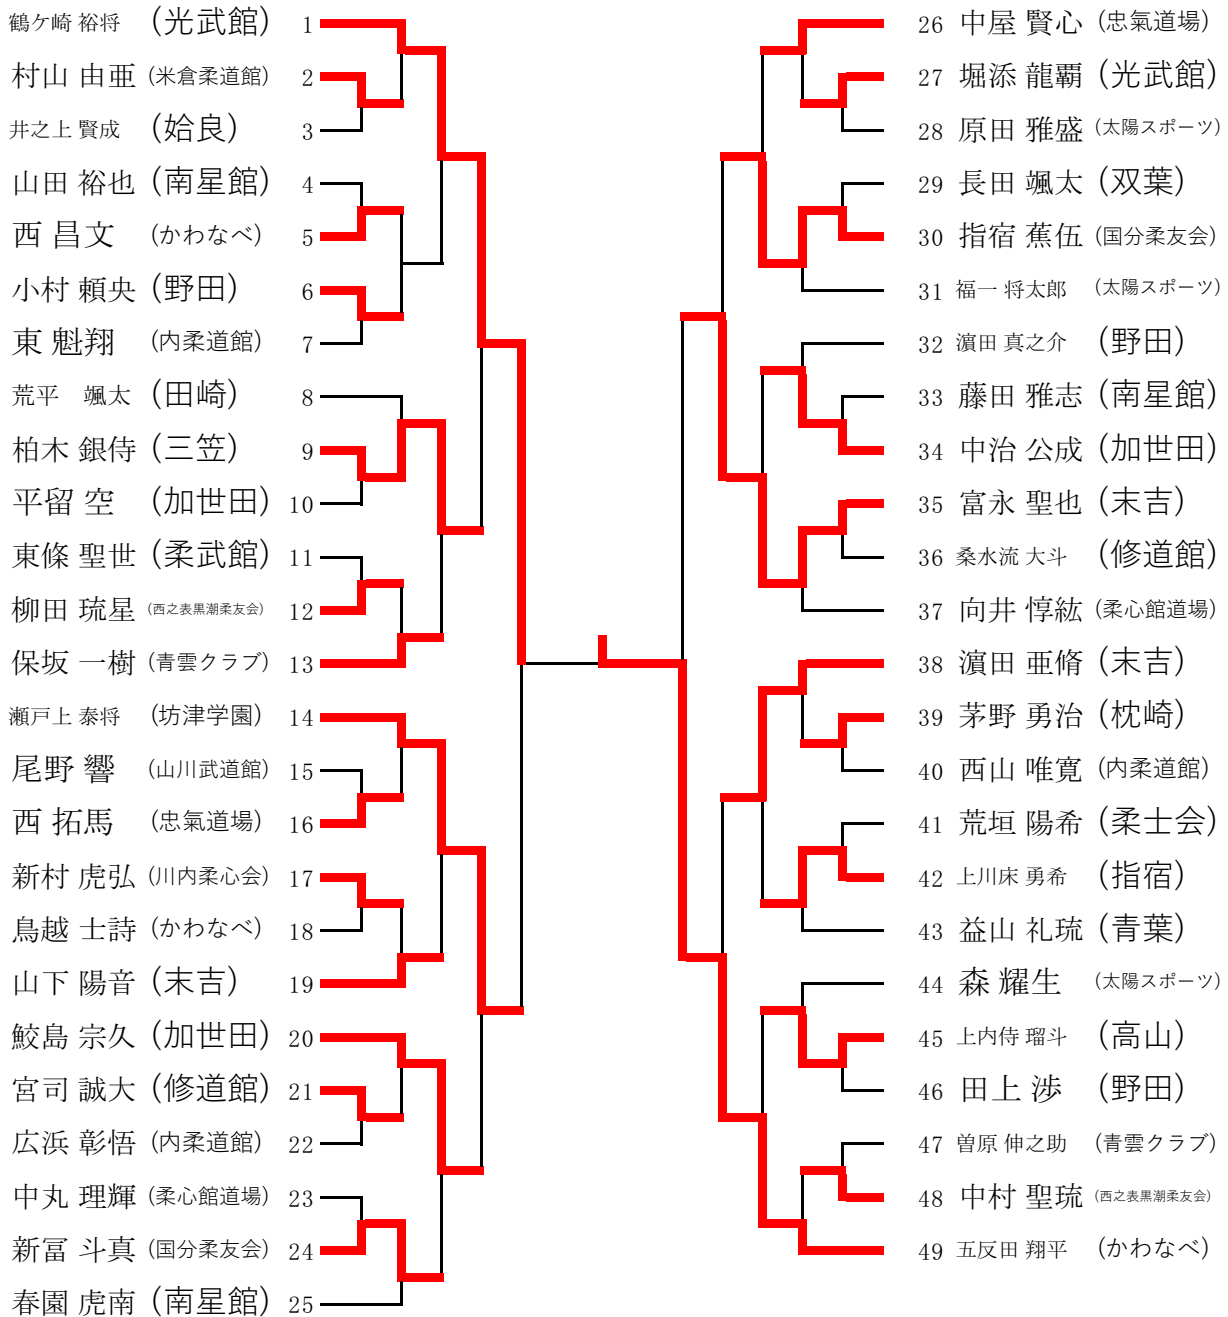 鶴ケ崎 裕将 (光武館) 1
村山 由亜 (米倉柔道館) 2
井之上 賢成 (姶良) 3
山田 裕也 (南星館) 4
西 昌文 (かわなべ) 5
小村 頼央 (野田) 6
東 魁翔 (内柔道館) 7
荒平 颯太 (田崎) 8
柏木 銀侍 (三笠) 9
平留 空 (加世田) 10
東條 聖世 (柔武館) 11
柳田 琉星 (西之表黒潮柔友会) 12
保坂 一樹 (青雲クラブ) 13
瀬戸上 泰将 (坊津学園) 14
尾野 響 (山川武道館) 15
西 拓馬 (忠氣道場) 16
新村 虎弘 (川内柔心会) 17
鳥越 士詩 (かわなべ) 18
山下 陽音 (末吉) 19
鮫島 宗久 (加世田) 20
宮司 誠大 (修道館) 21
広浜 彰悟 (内柔道館) 22
中丸 理輝 (柔心館道場) 23
新冨 斗真 (国分柔友会) 24
春園 虎南 (南星館) 25
26 中屋 賢心 (忠氣道場)
27 堀添 龍覇 (光武館)
28 原田 雅盛 (太陽スポーツ)
29 長田 颯太 (双葉)
30 指宿 蕉伍 (国分柔友会)
31 福一 将太郎 (太陽スポーツ)
32 濵田 真之介 (野田)
33 藤田 雅志 (南星館)
34 中治 公成 (加世田)
35 富永 聖也 (末吉)
36 桑水流 大斗 (修道館)
37 向井 惇紘 (柔心館道場)
38 濵田 亜脩 (末吉)
39 茅野 勇治 (枕崎)
40 西山 唯寛 (内柔道館)
41 荒垣 陽希 (柔士会)
42 上川床 勇希 (指宿)
43 益山 礼琉 (青葉)
44 森 耀生 (太陽スポーツ)
45 上内侍 瑠斗 (高山)
46 田上 渉 (野田)
47 曽原 伸之助 (青雲クラブ)
48 中村 聖琉 (西之表黒潮柔友会)
49 五反田 翔平 (かわなべ)